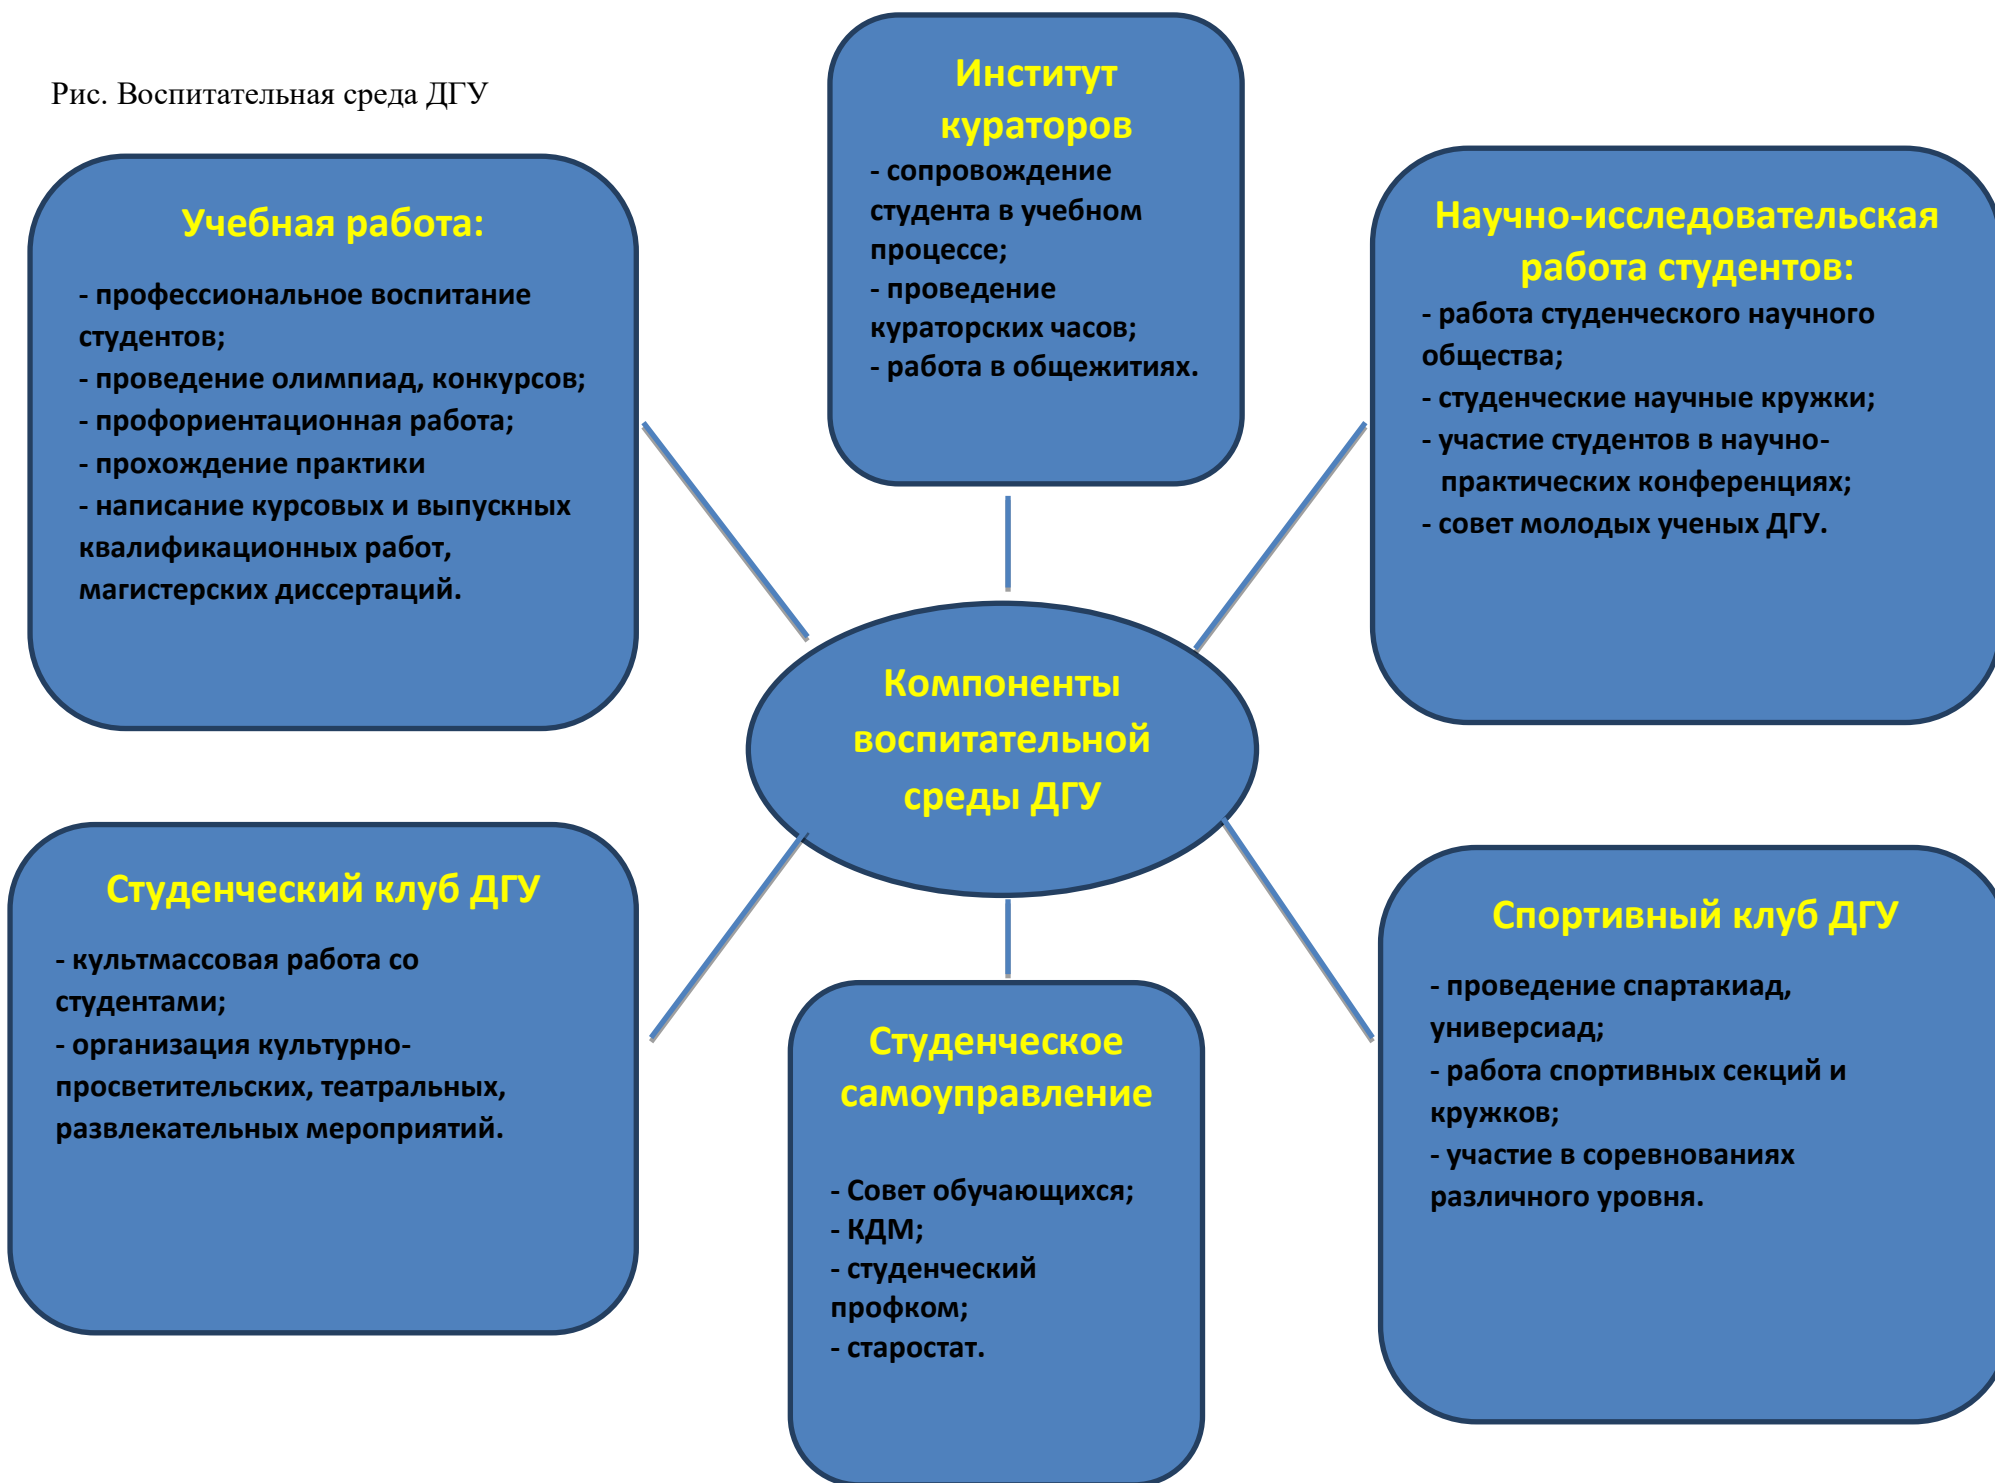 Рис. Воспитательная среда ДГУ
Институт
кураторов
- сопровождение
студента в учебном
процессе;
- проведение
кураторских часов;
- работа в общежитиях.
Учебная работа:
- профессиональное воспитание
студентов;
- проведение олимпиад, конкурсов;
- профориентационная работа;
- прохождение практики
- написание курсовых и выпускных
квалификационных работ,
магистерских диссертаций.
Научно-исследовательская
работа студентов:
- работа студенческого научного
общества;
- студенческие научные кружки;
- участие студентов в научно-
практических конференциях;
- совет молодых ученых ДГУ.
Компоненты
воспитательной
среды ДГУ
Студенческий клуб ДГУ
- культмассовая работа со
студентами;
- организация культурно-
просветительских, театральных,
развлекательных мероприятий.
Студенческое
самоуправление
- Совет обучающихся;
- КДМ;
- студенческий
профком;
- старостат.
Спортивный клуб ДГУ
- проведение спартакиад,
универсиад;
- работа спортивных секций и
кружков;
- участие в соревнованиях
различного уровня.